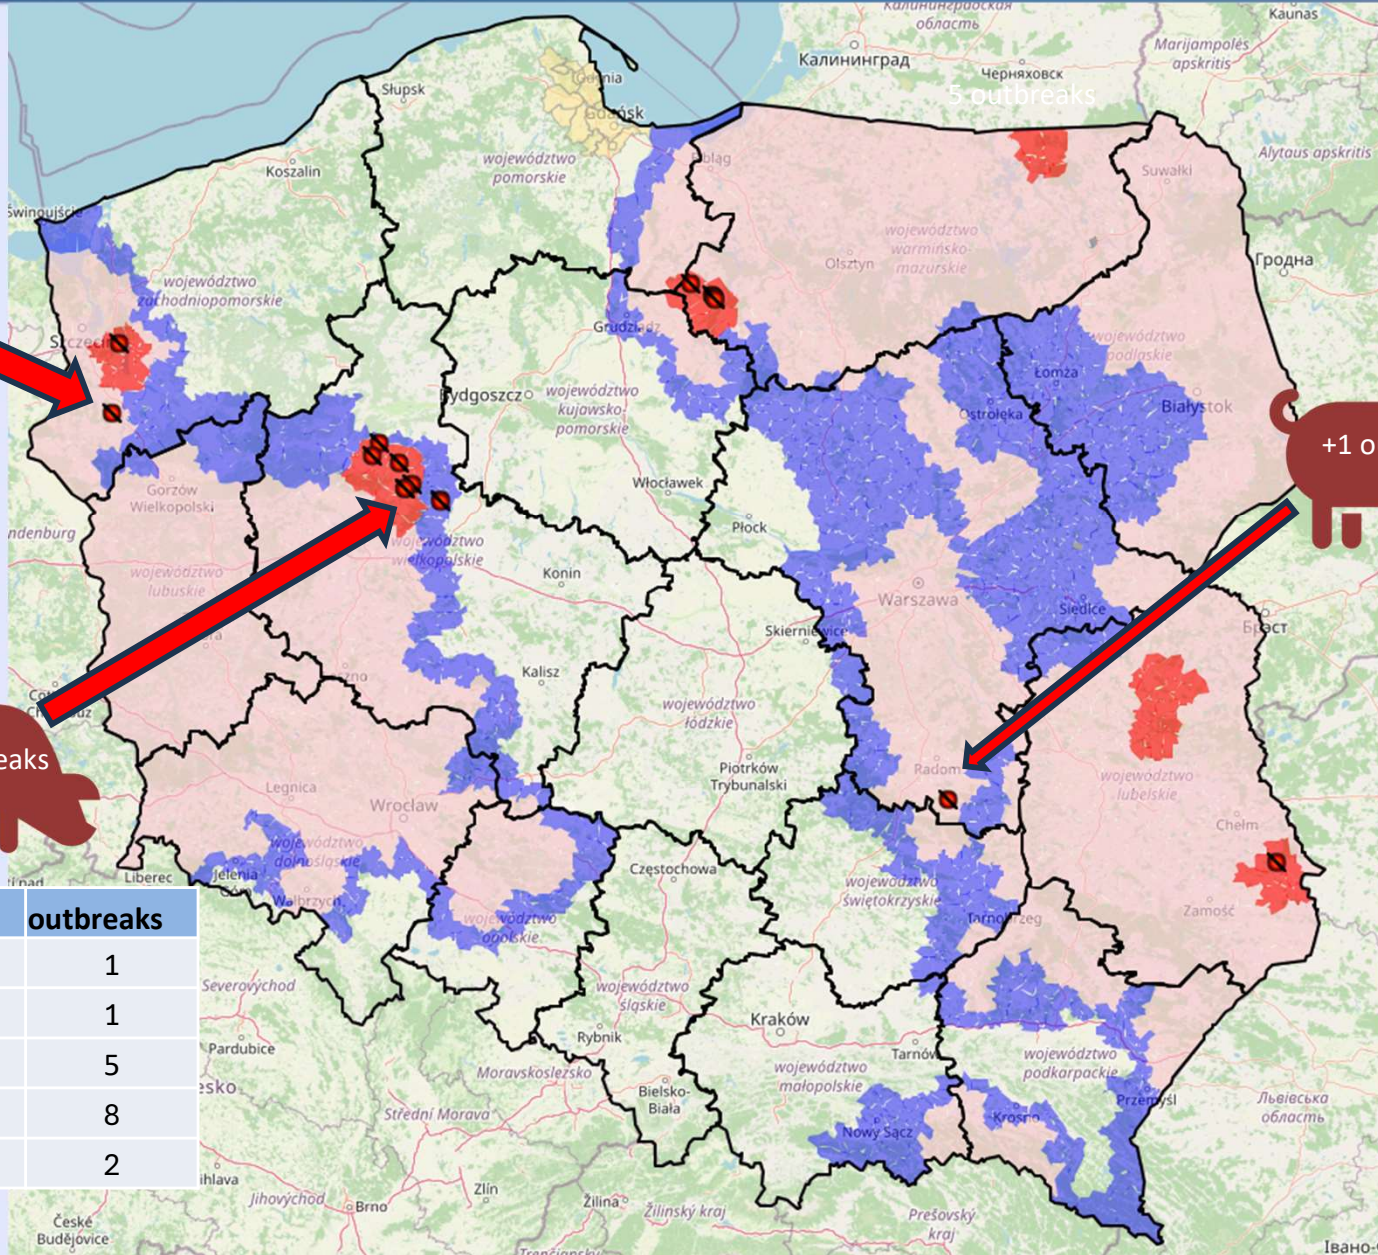 Калининградская
область
Kaunas
Marijampolės
apskritis
Калининград
Черняховск
5 outbreaks
Słupsk
Gdynia
Gdańsk
Alytaus apskritis
Elbląg
Suwałki
województwo
pomorskie
Koszalin
Świnoujście
województwo
warmińsko-
mazurskie
Olsztyn
Гродна
województwo
zachodniopomorskie
Szczecin
Grudziądz
województwo
podlaskie
Łomża
Bydgoszcz
województwo
kujawsko-
pomorskie
Ostrołęka
Białystok
+1 o
Włocławek
Gorzów
Wielkopolski
Płock
ndenburg
województwo
wielkopolskie
województwo
lubuskie
Konin
Warszawa
Siedlce
Skierniewice
Брэст
Kalisz
województwo
łódzkie
eaks
Piotrków
Trybunalski
Radom
województwo
lubelskie
Legnica
Wrocław
Chełm
województwo
dolnośląskie
Liberec
Jelenia
Góra
Wałbrzych
Częstochowa
województwo
świętokrzyskie
Tarnobrzeg
Zamość
województwo
opolskie
outbreaks
1
1
5
8
2
Severovýchod
województwo
śląskie
Kraków
Rybnik
Tarnów
Pardubice
esko
Moravskoslezsko
województwo
małopolskie
województwo
podkarpackie
Przemyśl
Bielsko-
Biała
Střední Morava
Nowy Sącz
Krosno
Львівська
область
ihlava
Jihovýchod
Brno
Zlín
Žilina
Žilinský kraj
Prešovský
kraj
České
Budějovice
Trenčiansky
Івано-